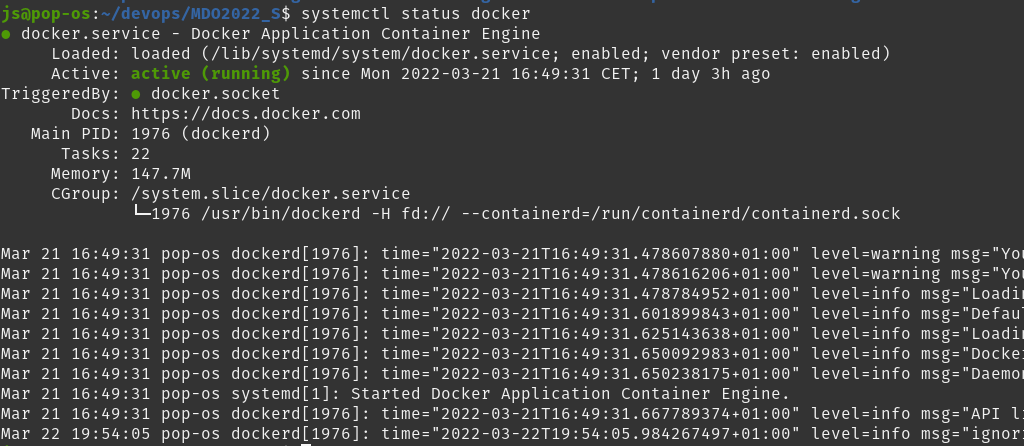 js@pop-os:~/devops/MDO2022_S$ systemctl status docker
● docker.service - Docker Application Container Engine
     Loaded: loaded (/lib/systemd/system/docker.service; enabled; vendor preset: enabled)
     Active: active (running) since Mon 2022-03-21 16:49:31 CET; 1 day 3h ago
TriggeredBy: ● docker.socket
       Docs: https://docs.docker.com
   Main PID: 1976 (dockerd)
      Tasks: 22
     Memory: 147.7M
     CGroup: /system.slice/docker.service
             └─1976 /usr/bin/dockerd -H fd:// --containerd=/run/containerd/containerd.sock
Mar 21 16:49:31 pop-os dockerd[1976]: time="2022-03-21T16:49:31.478607880+01:00" level=warning msg="You
Mar 21 16:49:31 pop-os dockerd[1976]: time="2022-03-21T16:49:31.478616206+01:00" level=warning msg="You
Mar 21 16:49:31 pop-os dockerd[1976]: time="2022-03-21T16:49:31.478784952+01:00" level=info msg="Loadin
Mar 21 16:49:31 pop-os dockerd[1976]: time="2022-03-21T16:49:31.601899843+01:00" level=info msg="Defaul
Mar 21 16:49:31 pop-os dockerd[1976]: time="2022-03-21T16:49:31.625143638+01:00" level=info msg="Loadin
Mar 21 16:49:31 pop-os dockerd[1976]: time="2022-03-21T16:49:31.650092983+01:00" level=info msg="Docke
Mar 21 16:49:31 pop-os dockerd[1976]: time="2022-03-21T16:49:31.650238175+01:00" level=info msg="Daemon
Mar 21 16:49:31 pop-os systemd[1]: Started Docker Application Container Engine.
Mar 21 16:49:31 pop-os dockerd[1976]: time="2022-03-21T16:49:31.667789374+01:00" level=info msg="API li
Mar 22 19:54:05 pop-os dockerd[1976]: time="2022-03-22T19:54:05.984267497+01:00" level=info msg="ignori